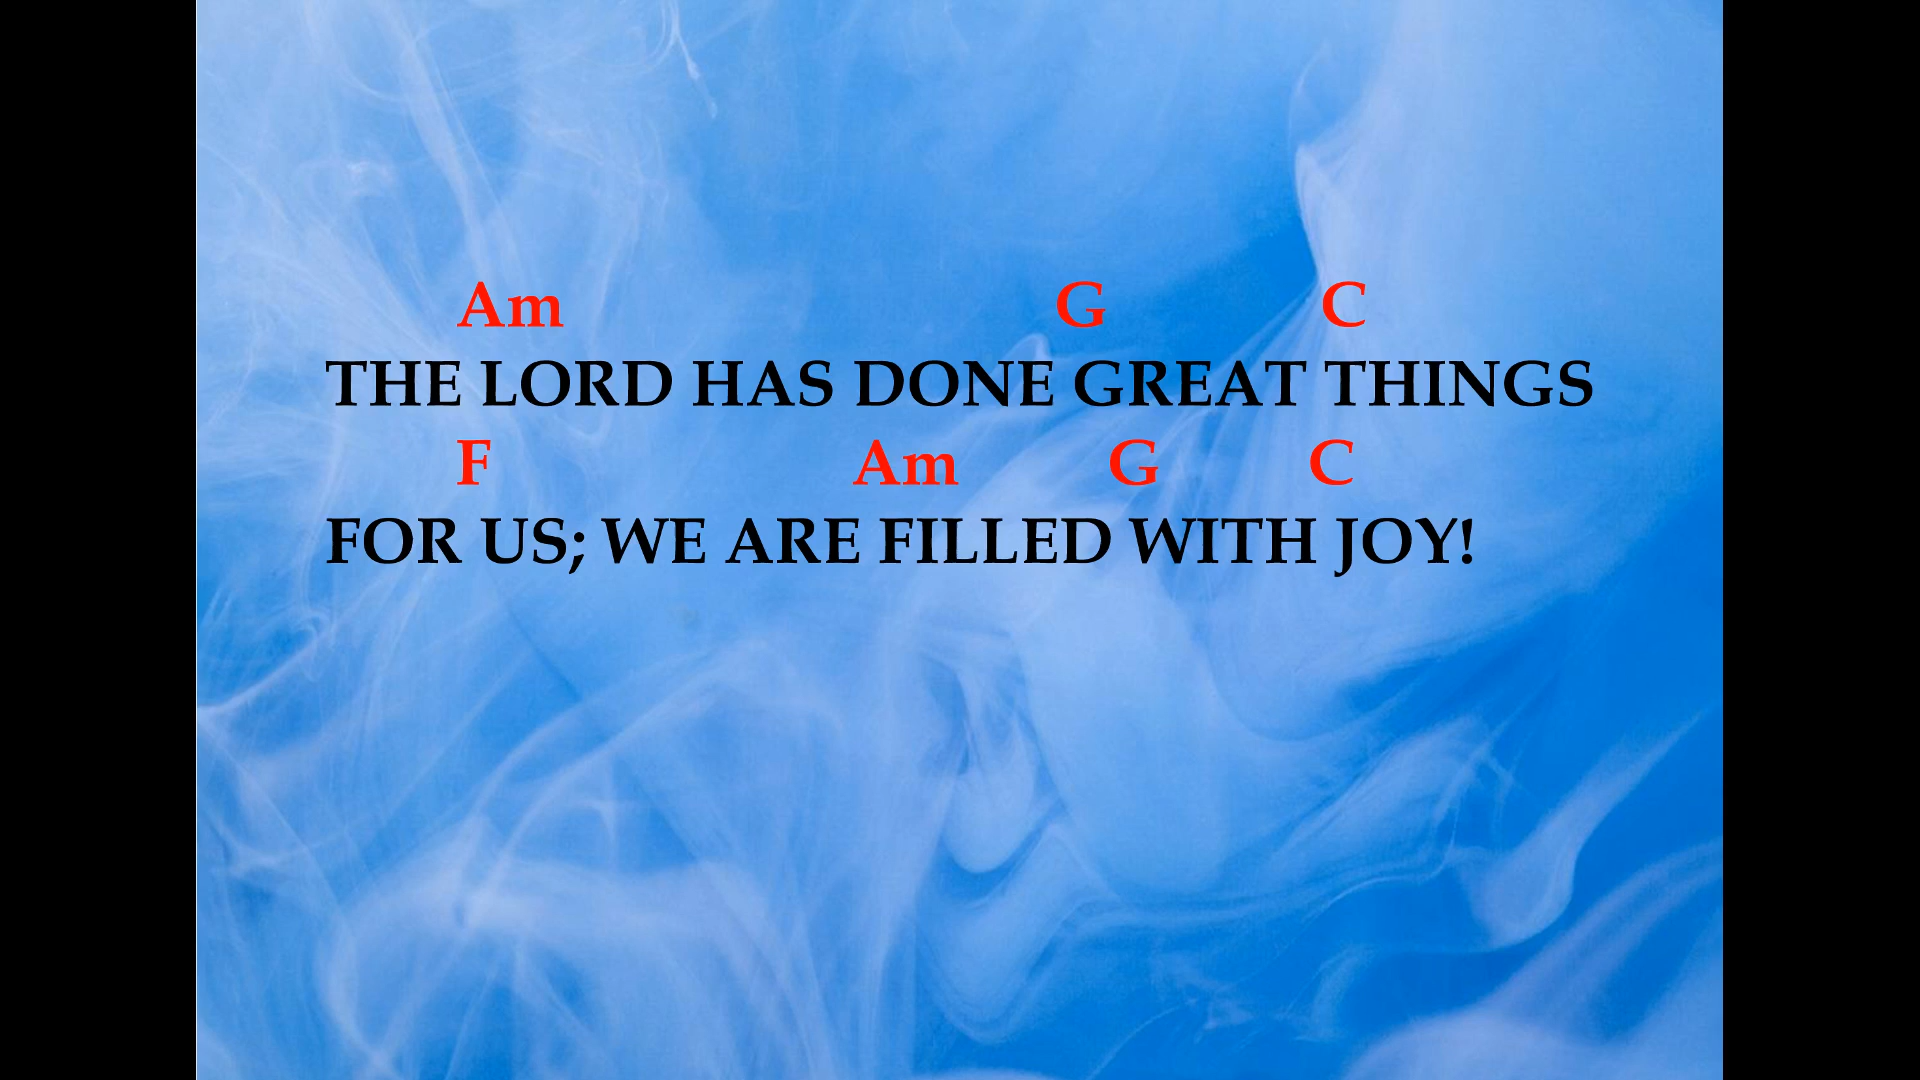 Am G C
THE LORD HAS DONE GREAT THINGS
F Am G C
FOR US; WE ARE FILLED WITH JOY!